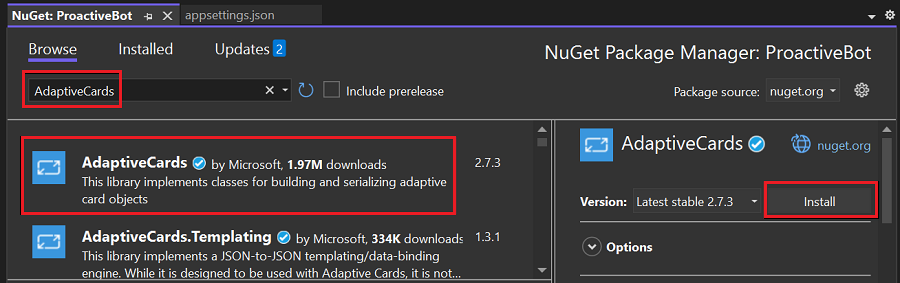 NuGet: ProactiveBot appsettings.json
Browse Installed Updates 2
NuGet Package Manager: ProactiveBot
AdaptiveCards
Include prerelease
Package source: nuget.org
AdaptiveCards by Microsoft, 1.97M downloads 2.7.3
This library implements classes for building and serializing adaptive
card objects
AdaptiveCards.Templating by Microsoft, 334K downloads 1.3.1
This library implements a JSON-to-JSON templating/data-binding
engine. While it is designed to be used with Adaptive Cards, it is not...
AdaptiveCards nuget.org
Version: Latest stable 2.7.3 Install
Options